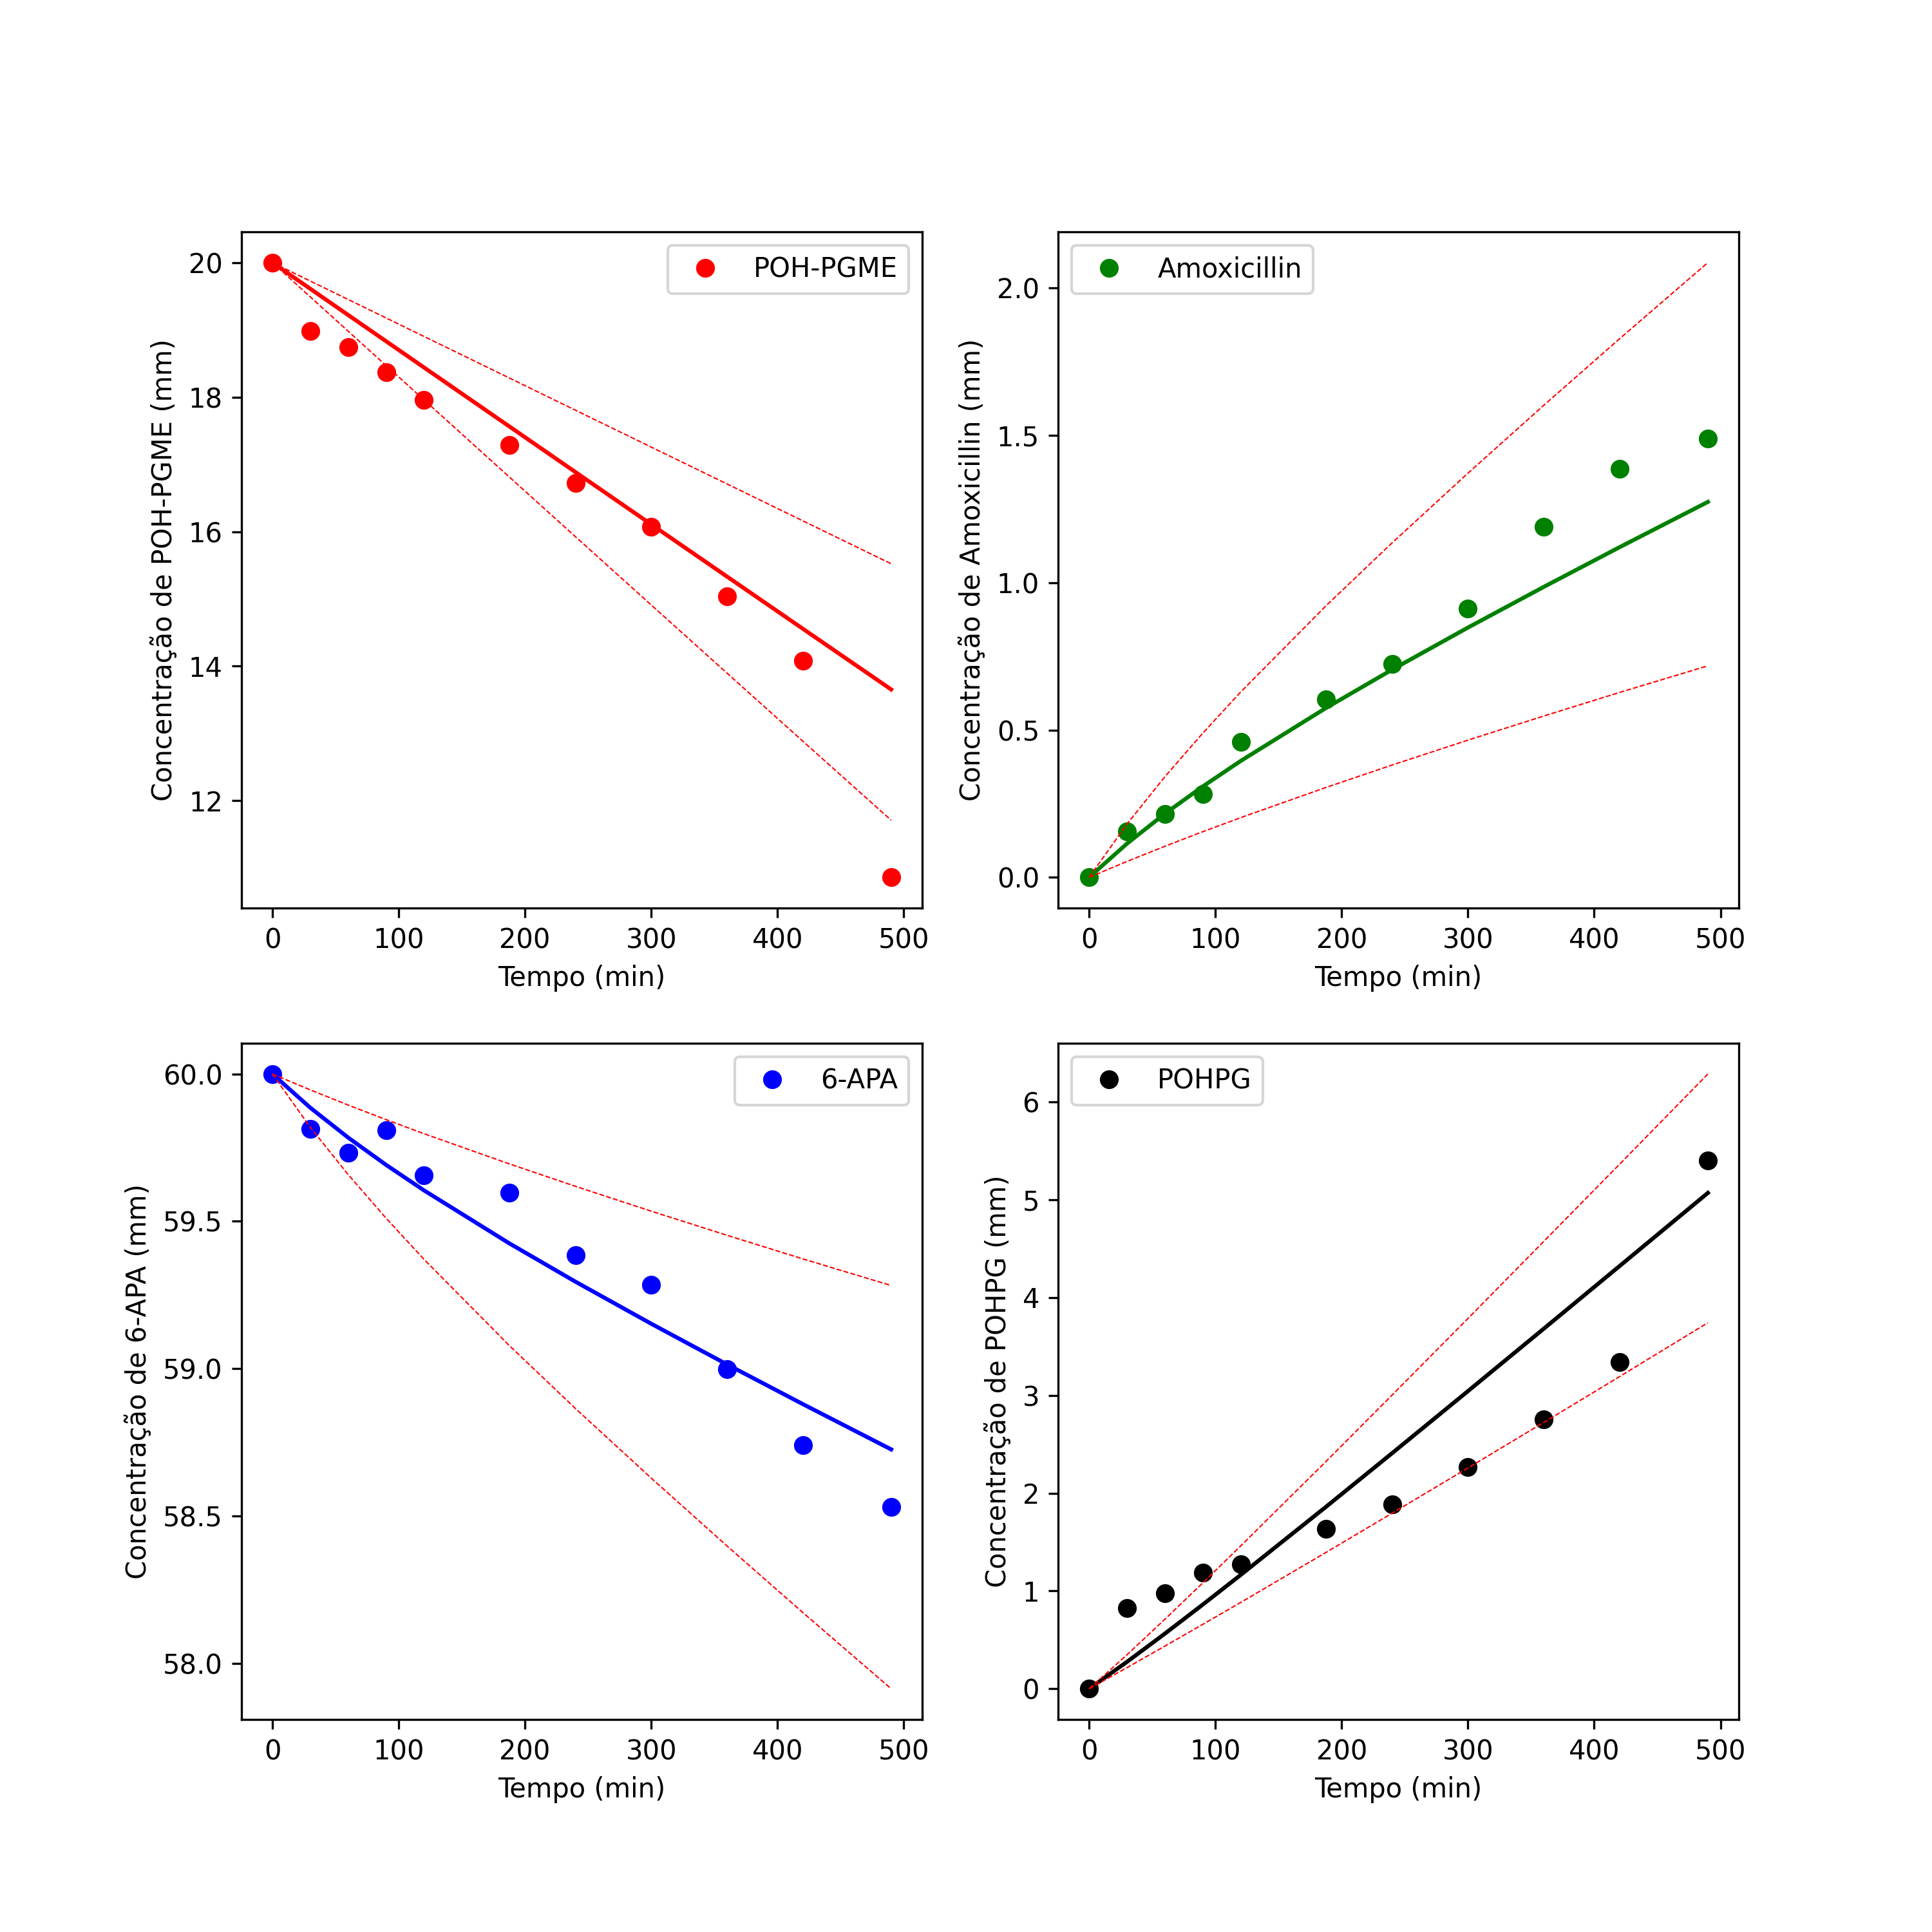 POH-PGME
Concentração de POH-PGME (mm)
20
18
16
14
12
0 100 200 300 400 500
Tempo (min)
Amoxicillin
Concentração de Amoxicillin (mm)
2.0
1.5
1.0
0.5
0.0
0 100 200 300 400 500
Tempo (min)
6-APA
Concentração de 6-APA (mm)
60.0
59.5
59.0
58.5
58.0
0 100 200 300 400 500
Tempo (min)
POHPG
Concentração de POHPG (mm)
6
5
4
3
2
1
0
0 100 200 300 400 500
Tempo (min)